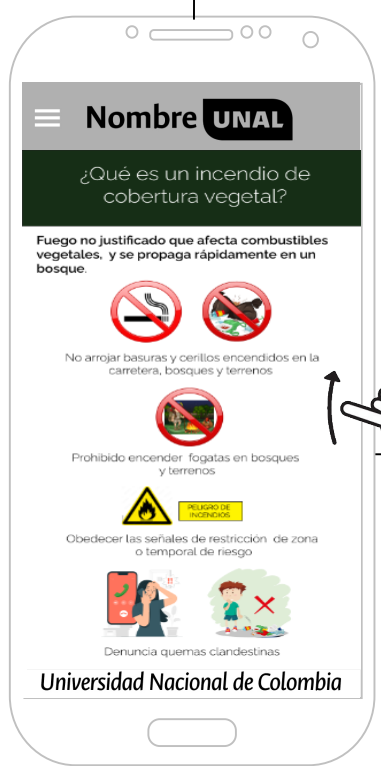 Nombre UNAL
¿Qué es un incendio de
cobertura vegetal?
Fuego no justificado que afecta combustibles
vegetales, y se propaga rápidamente en un
bosque.
No arrojar basuras y cerillos encendidos en la
carretera, bosques y terrenos
Prohibido encender fogatas en bosques
y terrenos
PELIGRO DE
INCENDIOS
Obedecer las señales de restricción de zona
o temporal de riesgo
Denuncia quemas clandestinas
Universidad Nacional de Colombia